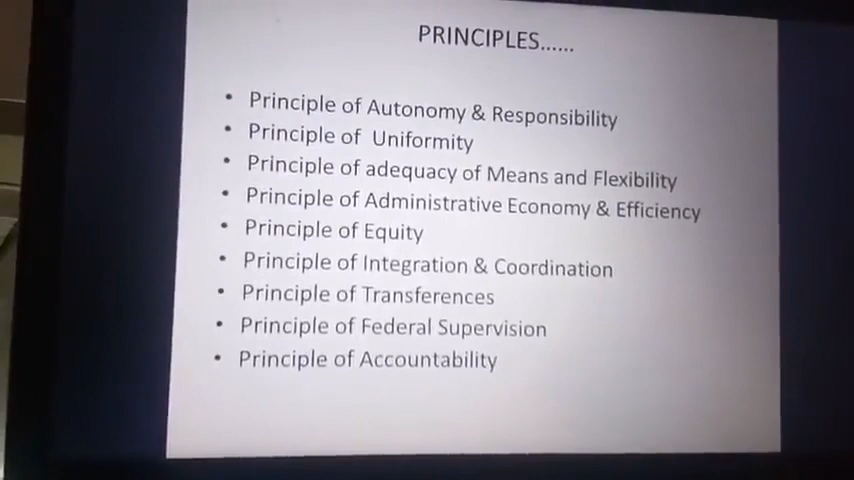 PRINCIPLES......
• Principle of Autonomy & Responsibility
• Principle of Uniformity
• Principle of adequacy of Means and Flexibility
• Principle of Administrative Economy & Efficiency
• Principle of Equity
• Principle of Integration & Coordination
• Principle of Transferences
• Principle of Federal Supervision
• Principle of Accountability